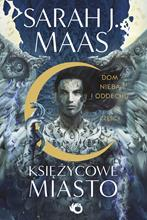 SARAH J.
MAAS
DOM
NIEBA
I ODDECHU
KSIĘŻYCOWE
MIASTO